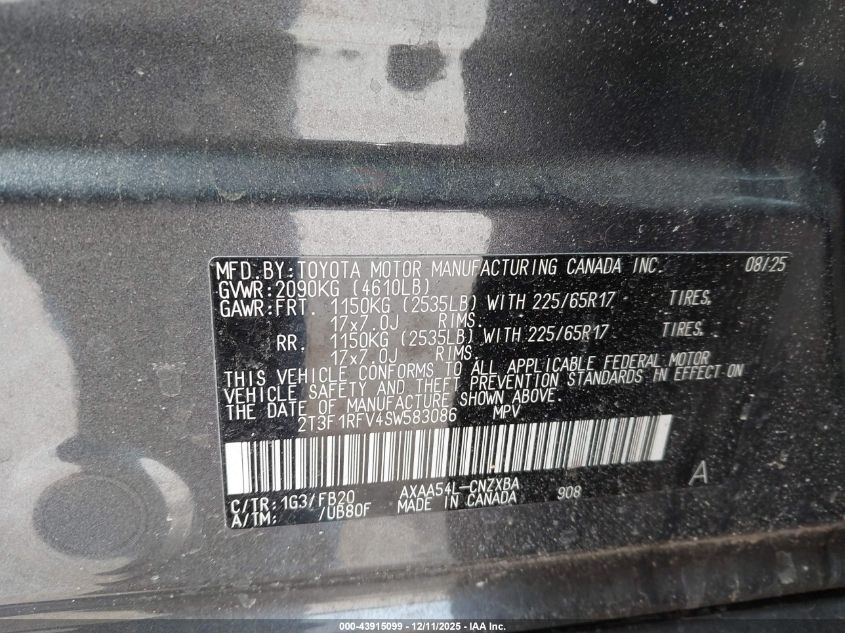 MFD. BY: TOYOTA MOTOR MANUFACTURING CANADA INC. 08/25
GVWR: 2090KG (4610LB)
GAWR: FRT. 1150KG (2535LB) WITH 225/65R17 TIRES,
17x7.0J RIMS.
RR. 1150KG (2535LB) WITH 225/65R17 TIRES,
17x7.0J RIMS.
THIS VEHICLE CONFORMS TO ALL APPLICABLE FEDERAL MOTOR
VEHICLE SAFETY AND THEFT PREVENTION STANDARDS IN EFFECT ON
THE DATE OF MANUFACTURE SHOWN ABOVE.
2T3F1RFV4SW583086 MPV
A
C/TR: 1G3/FB20 AXAA54L-CNZXBA 908
A/TM: /UB80F MADE IN CANADA
000-43915099 - 12/11/2025 - IAA Inc.